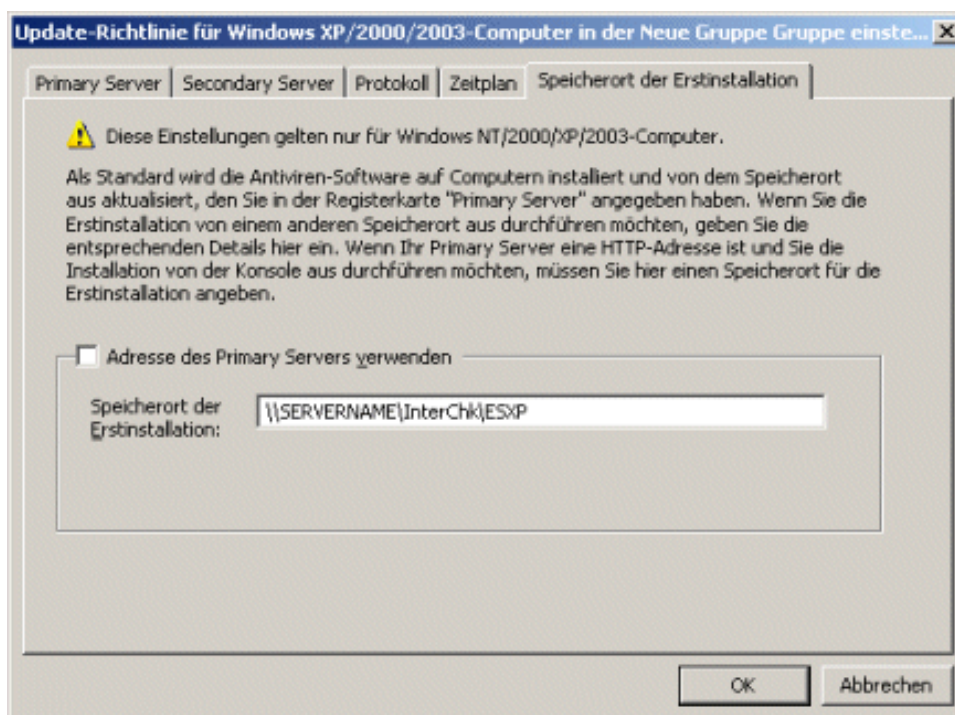 Update-Richtlinie für Windows XP/2000/2003-Computer in der Neue Gruppe Gruppe einste...
Primary Server Secondary Server Protokoll Zeitplan Speicherort der Erstinstallation
Diese Einstellungen gelten nur für Windows NT/2000/XP/2003-Computer.
Als Standard wird die Antiviren-Software auf Computern installiert und von dem Speicherort
aus aktualisiert, den Sie in der Registerkarte "Primary Server" angegeben haben. Wenn Sie die
Erstinstallation von einem anderen Speicherort aus durchführen möchten, geben Sie die
entsprechenden Details hier ein. Wenn Ihr Primary Server eine HTTP-Adresse ist und Sie die
Installation von der Konsole aus durchführen möchten, müssen Sie hier einen Speicherort für die
Erstinstallation angeben.
Adresse des Primary Servers verwenden
Speicherort der
Erstinstallation:
\\SERVERNAME\InterChk\ESXP
OK Abbrechen